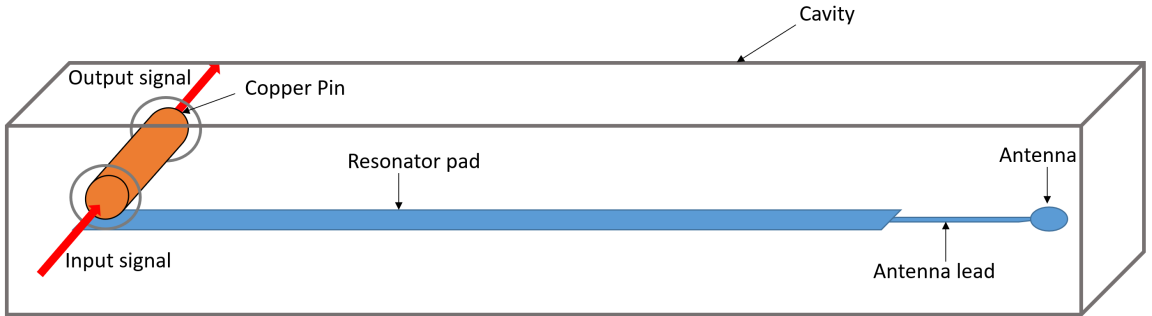 Cavity
Output signal
Copper Pin
Resonator pad
Antenna
Input signal
Antenna lead